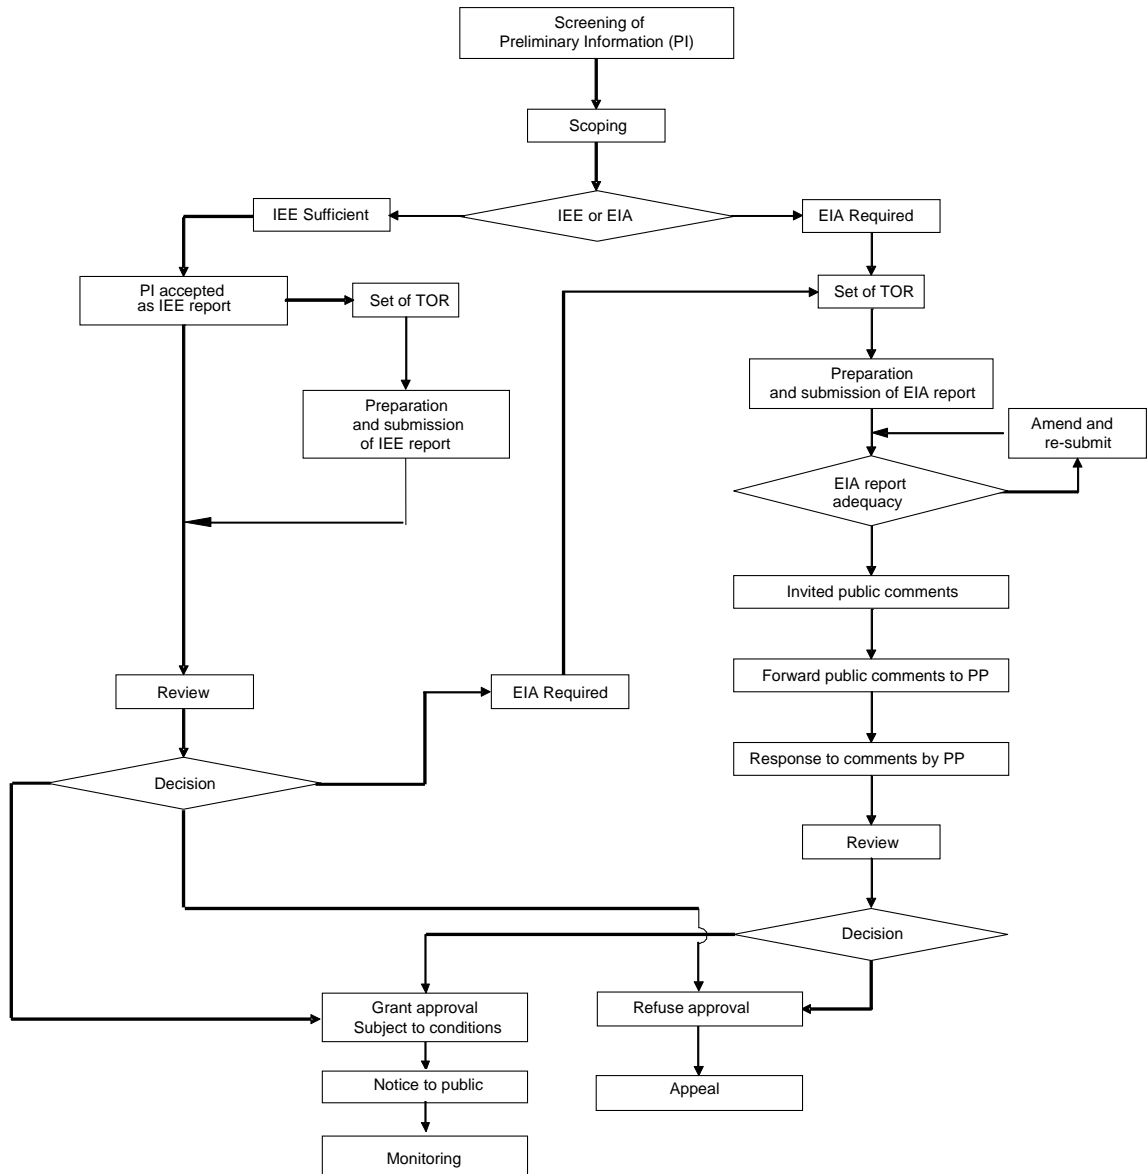 Screening of
Preliminary Information (PI)
Scoping
IEE Sufficient
IEE or EIA
EIA Required
PI accepted
as IEE report
Set of TOR
Set of TOR
Preparation
and submission
of IEE report
Preparation
and submission of EIA report
Amend and
re-submit
EIA report
adequacy
Invited public comments
Forward public comments to PP
Review
EIA Required
Response to comments by PP
Decision
Review
Decision
Grant approval
Subject to conditions
Refuse approval
Notice to public
Appeal
Monitoring